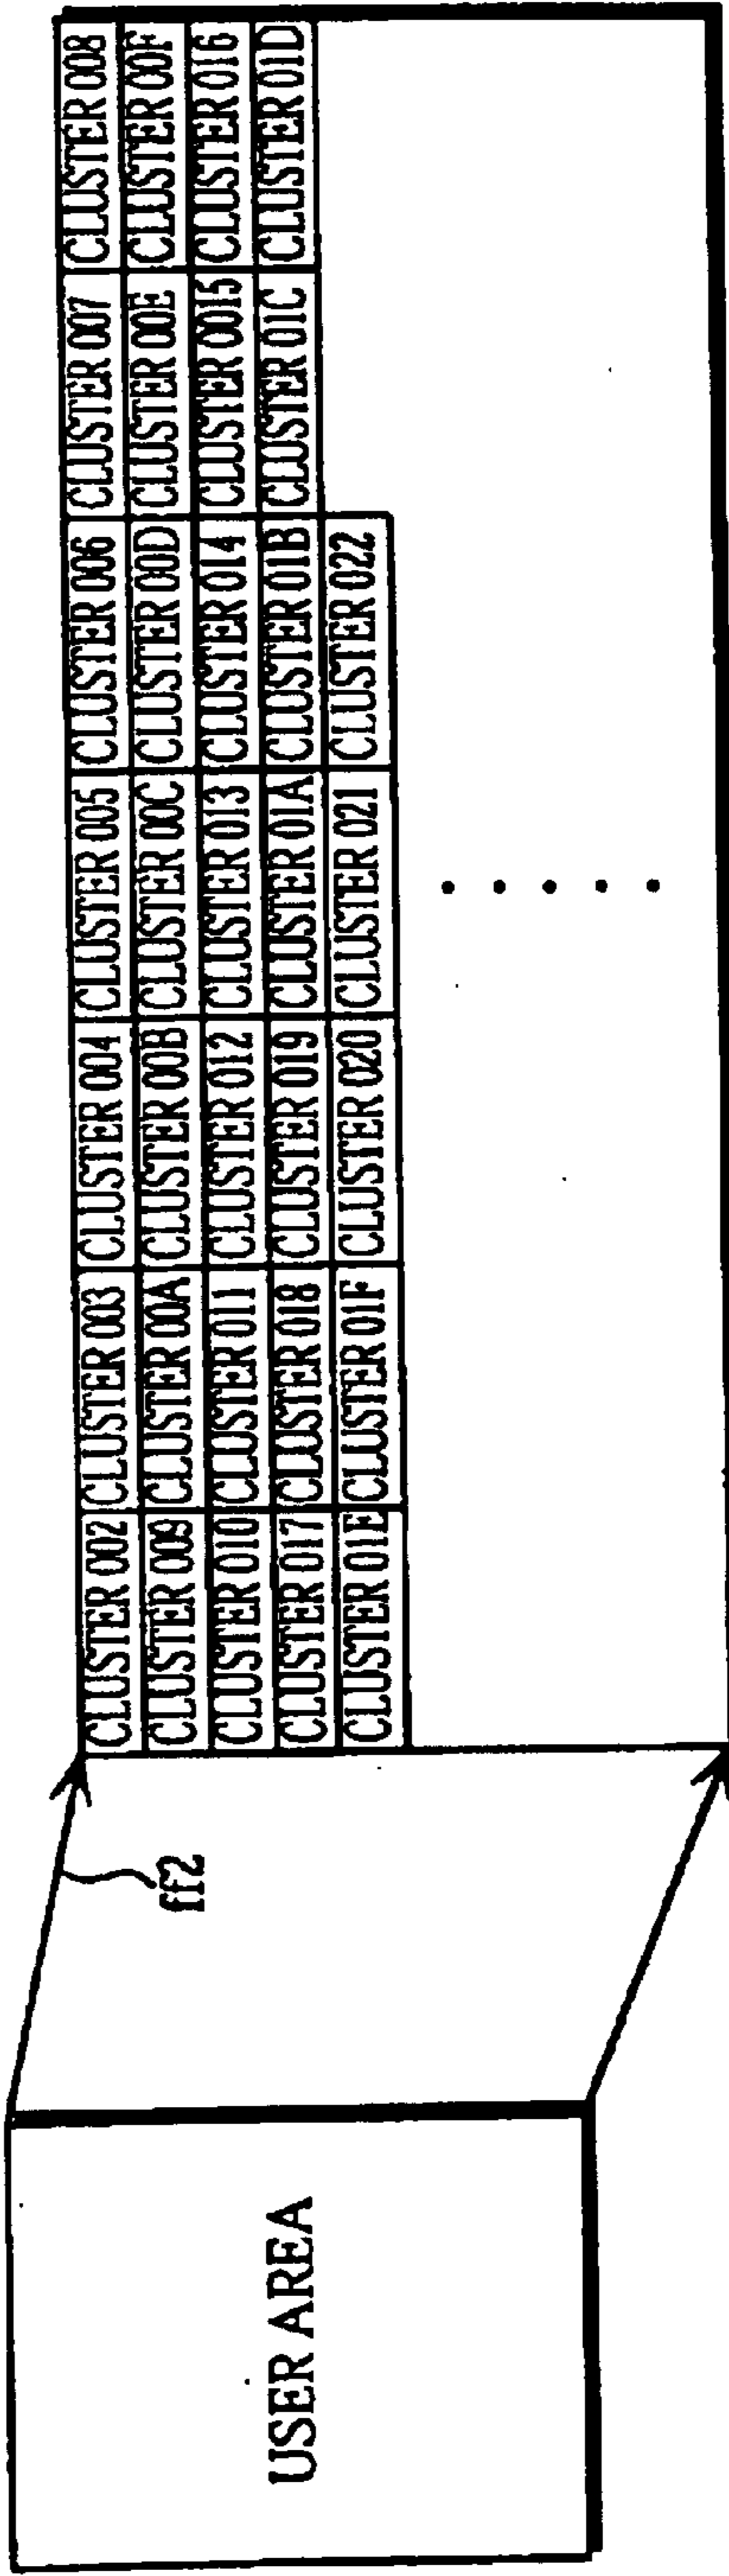 CLUSTER 002 CLUSTER 003 CLUSTER 004 CLUSTER 005 CLUSTER 006 CLUSTER 007 CLUSTER 008
CLUSTER 009 CLUSTER 00A CLUSTER 00B CLUSTER 00C CLUSTER 00D CLUSTER 00E CLUSTER 00F
CLUSTER 010 CLUSTER 011 CLUSTER 012 CLUSTER 013 CLUSTER 014 CLUSTER 0015 CLUSTER 016
CLUSTER 017 CLUSTER 018 CLUSTER 019 CLUSTER 01A CLUSTER 01B CLUSTER 01C CLUSTER 01D
CLUSTER 01E CLUSTER 01F CLUSTER 020 CLUSTER 021 CLUSTER 022
ff2
USER AREA